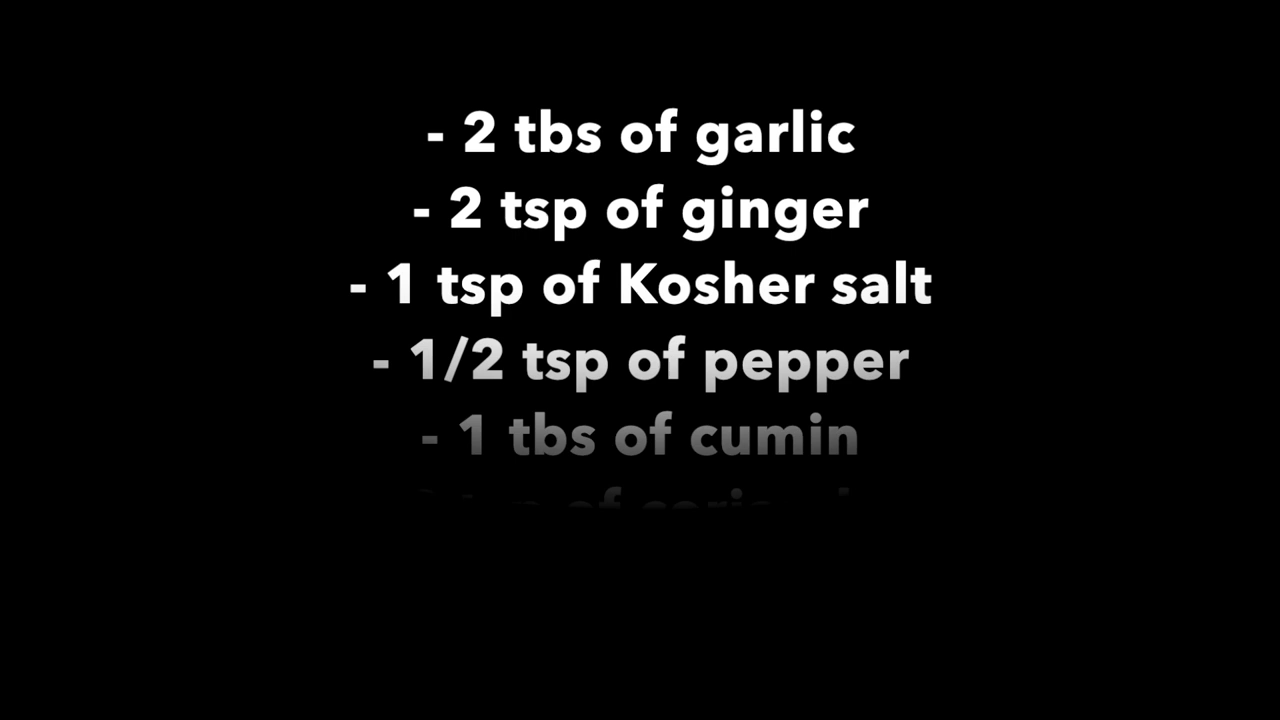 - 2 tbs of garlic
- 2 tsp of ginger
- 1 tsp of Kosher salt
- 1/2 tsp of pepper
- 1 tbs of cumin
of